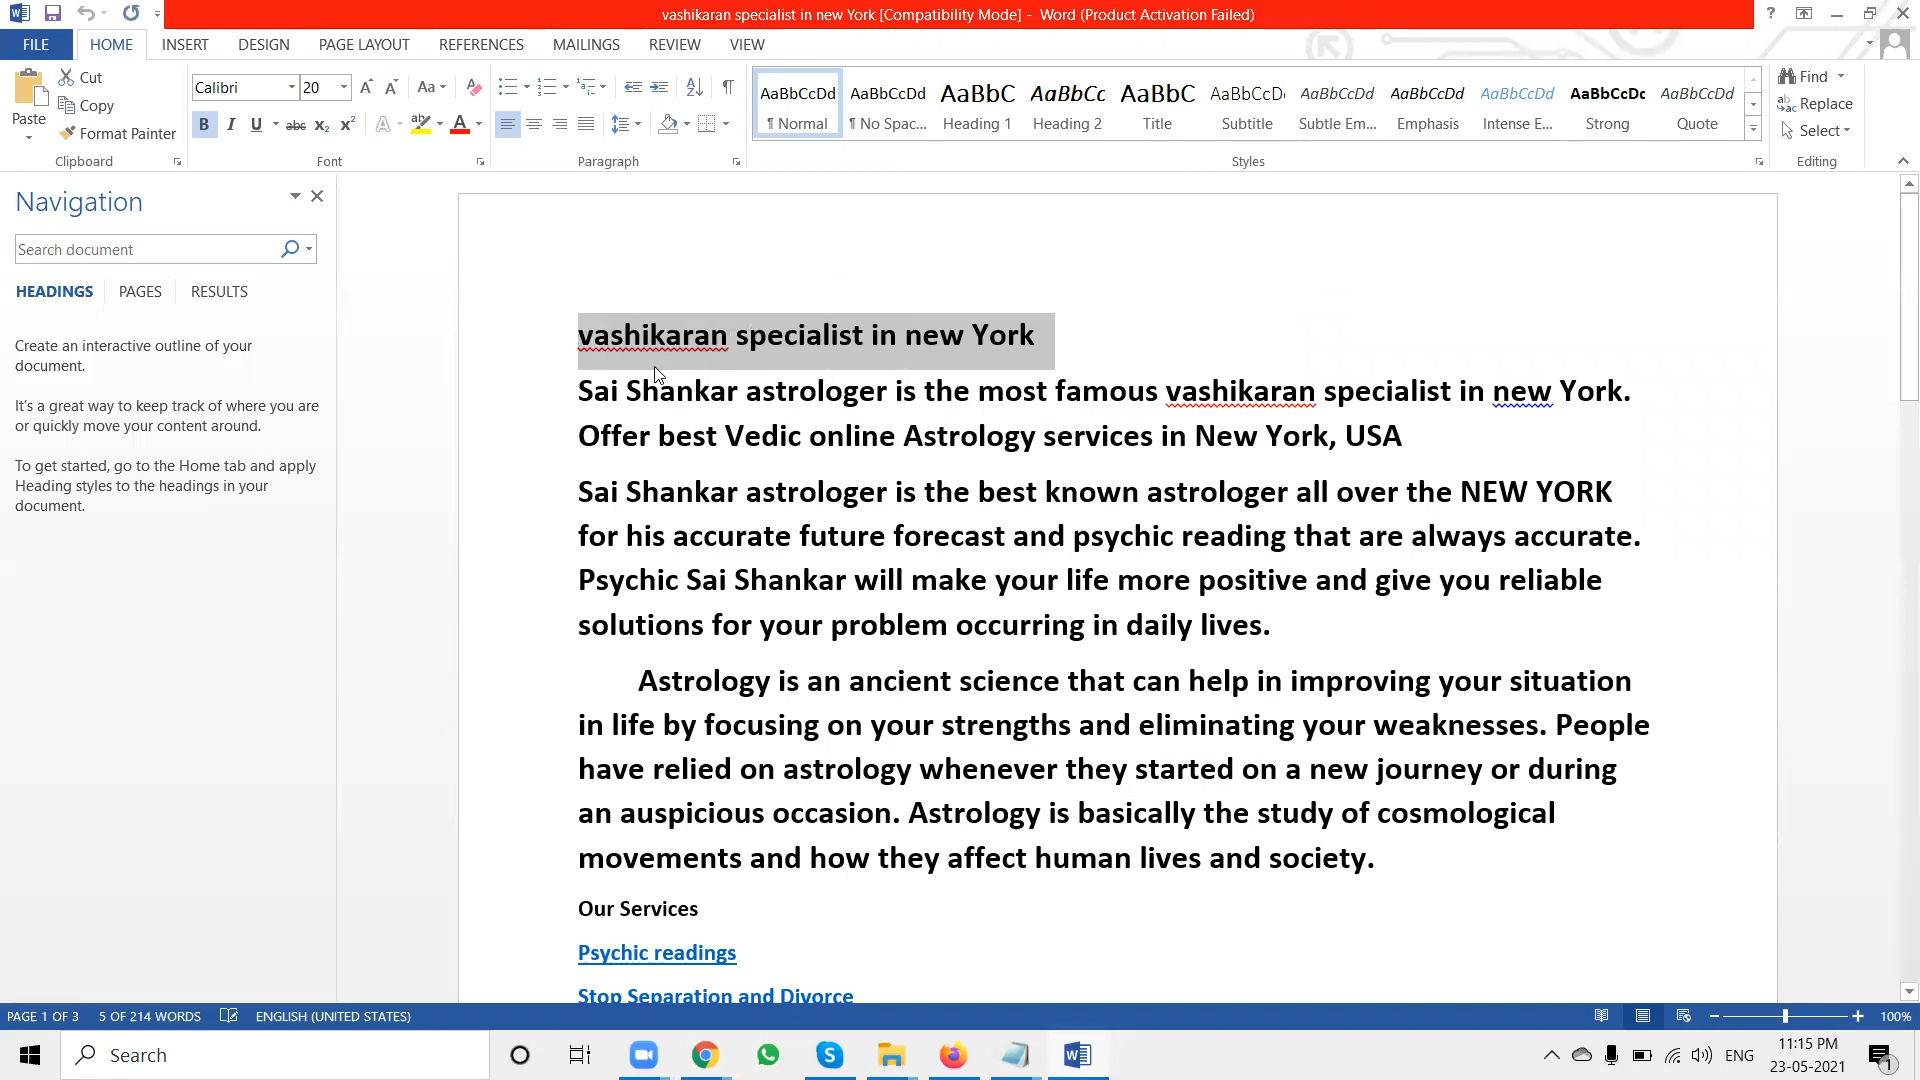 vashikaran specialist in new York [Compatibility Mode] - Word (Product Activation Failed)
FILE HOME INSERT DESIGN PAGE LAYOUT REFERENCES MAILINGS REVIEW VIEW
Paste
Cut
Copy
Format Painter
Clipboard
Calibri 20
Font
Paragraph
AaBbCcDd AaBbCcDd AaBbC AaBbCc AaBbC AaBbCcD AaBbCcDd AaBbCcDd AaBbCcDd AaBbCcDc AaBbCcDd
¶ Normal ¶ No Spac... Heading 1 Heading 2 Title Subtitle Subtle Em... Emphasis Intense E... Strong Quote
Styles
Find
Replace
Select
Editing
Navigation
Search document
HEADINGS PAGES RESULTS
Create an interactive outline of your
document.
It's a great way to keep track of where you are
or quickly move your content around.
To get started, go to the Home tab and apply
Heading styles to the headings in your
document.
vashikaran specialist in new York
Sai Shankar astrologer is the most famous vashikaran specialist in new York.
Offer best Vedic online Astrology services in New York, USA
Sai Shankar astrologer is the best known astrologer all over the NEW YORK
for his accurate future forecast and psychic reading that are always accurate.
Psychic Sai Shankar will make your life more positive and give you reliable
solutions for your problem occurring in daily lives.
Astrology is an ancient science that can help in improving your situation
in life by focusing on your strengths and eliminating your weaknesses. People
have relied on astrology whenever they started on a new journey or during
an auspicious occasion. Astrology is basically the study of cosmological
movements and how they affect human lives and society.
Our Services
Psychic readings
Stop Separation and Divorce
PAGE 1 OF 3 5 OF 214 WORDS ENGLISH (UNITED STATES) 100%
Search
ENG
11:15 PM
23-05-2021
1